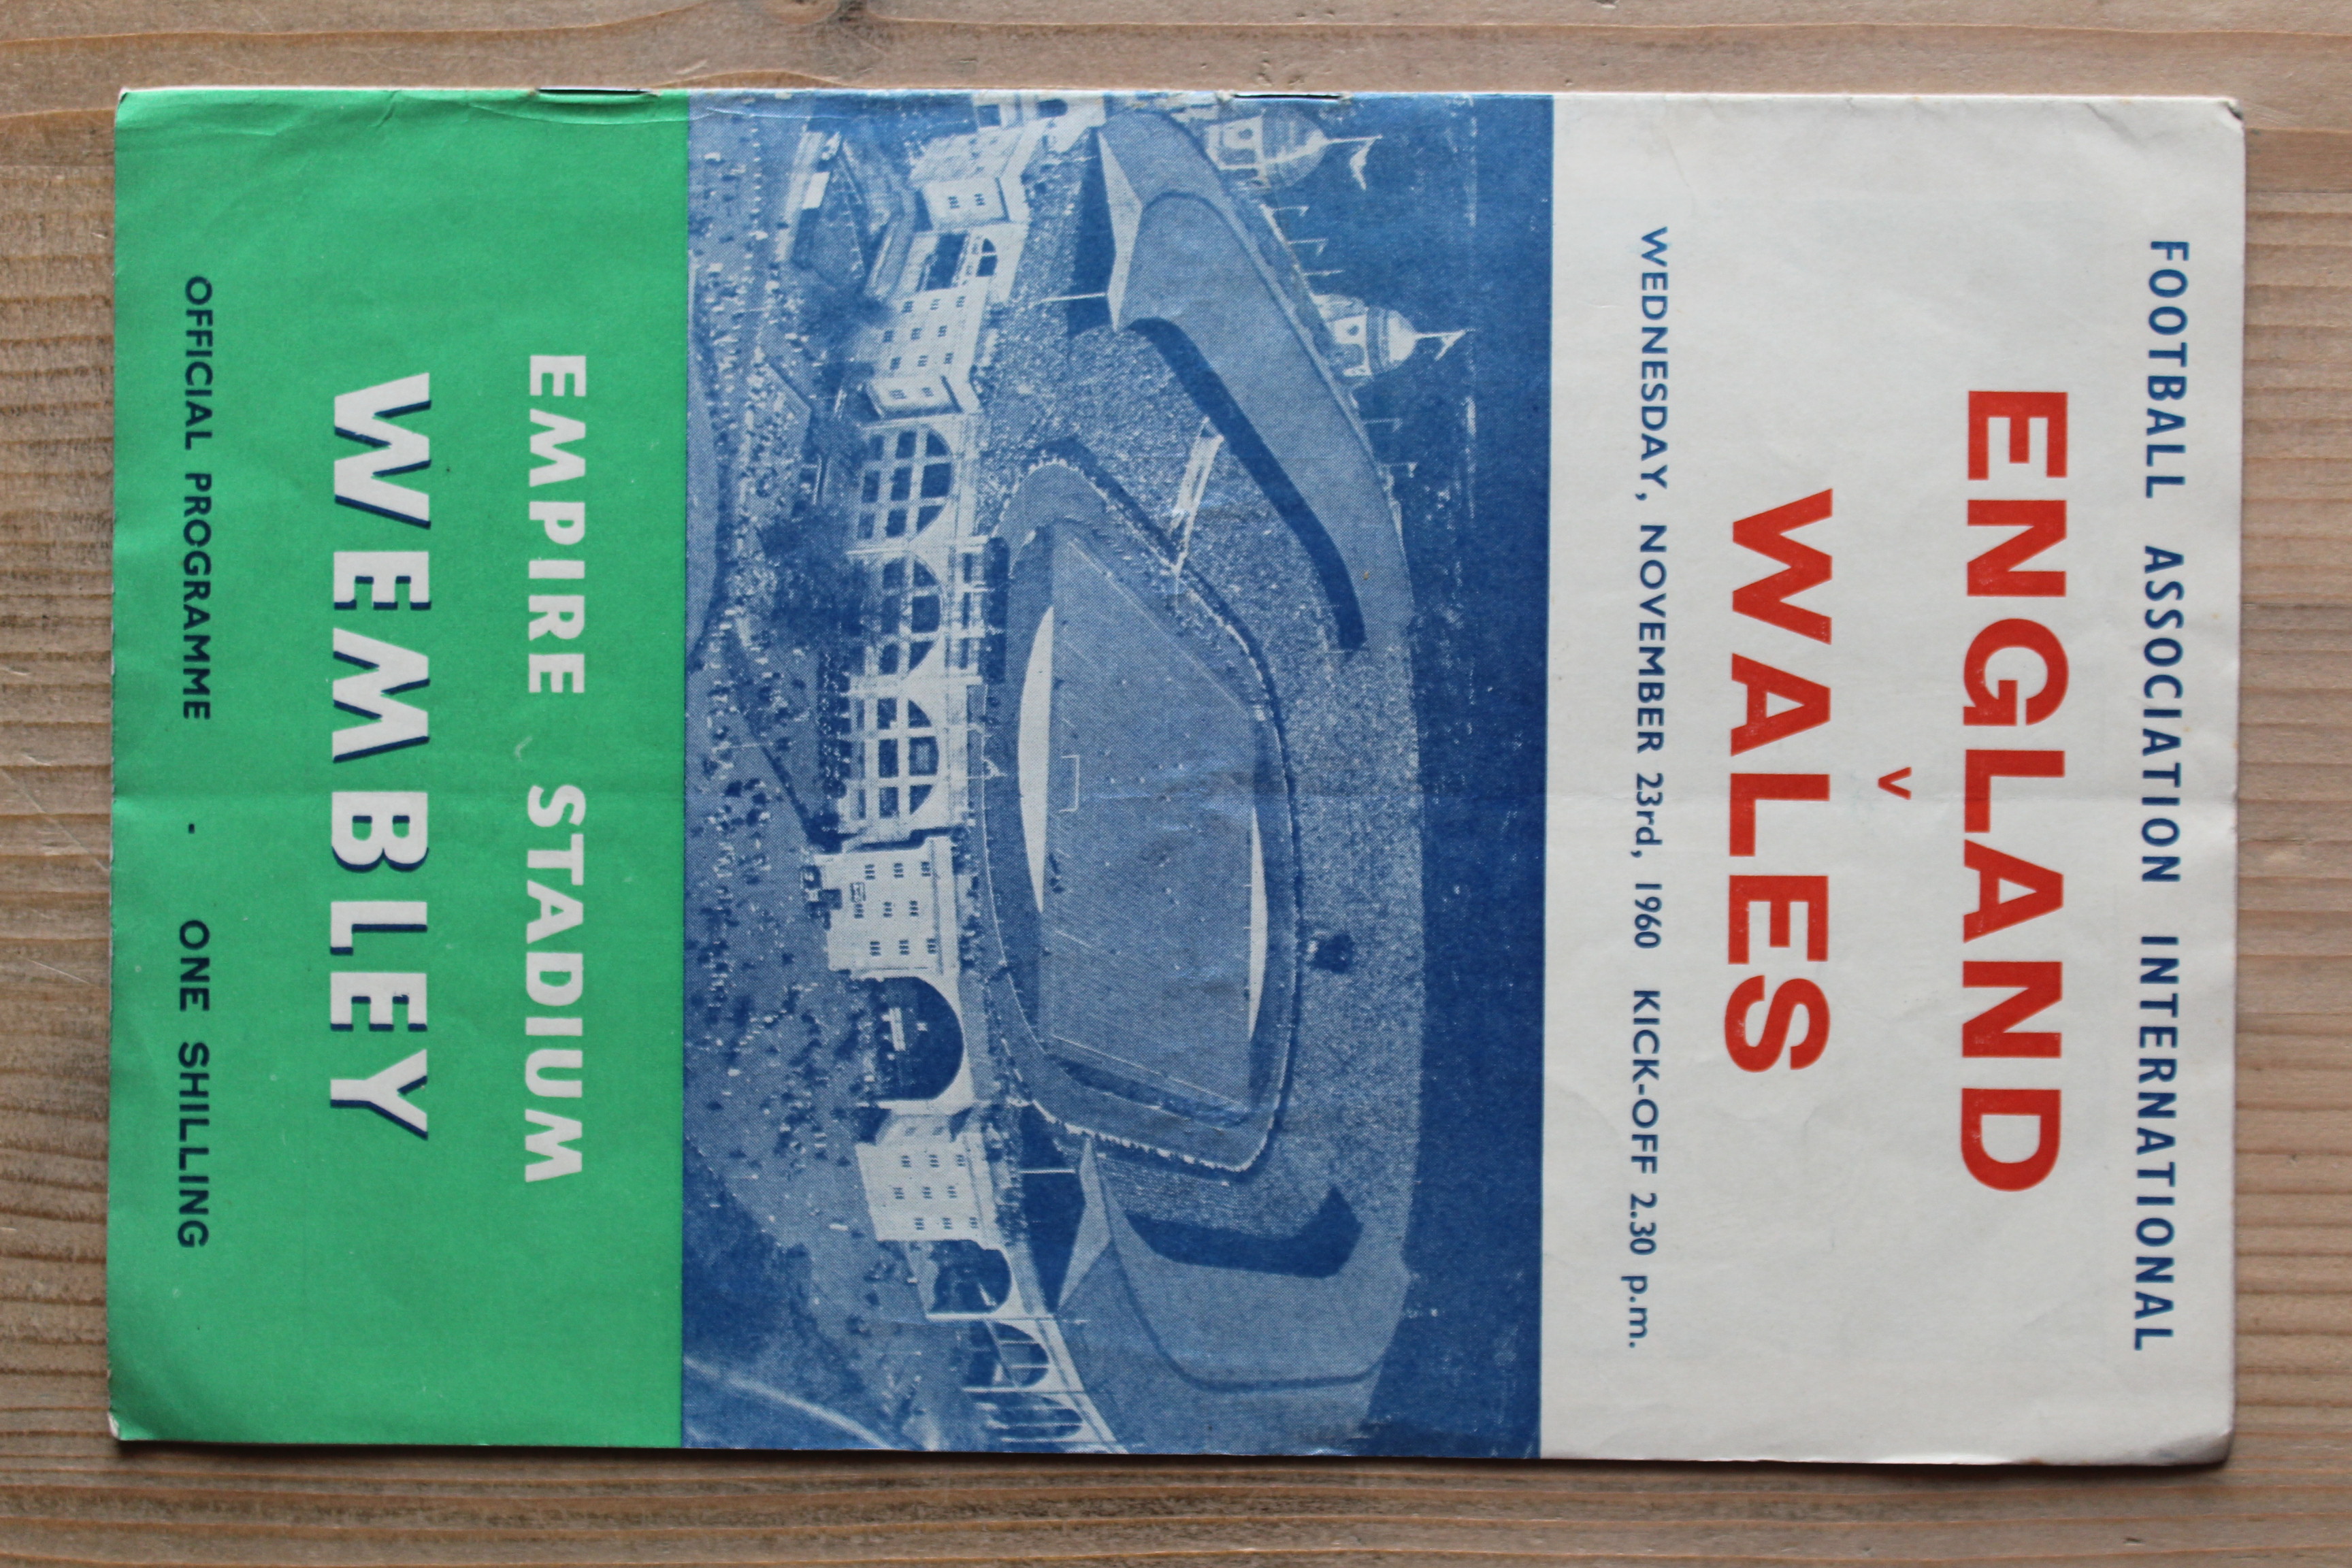 FOOTBALL ASSOCIATION INTERNATIONAL
ENGLAND
v
WALES
WEDNESDAY, NOVEMBER 23rd, 1960 KICK-OFF 2.30 p.m.
EMPIRE STADIUM
WEMBLEY
OFFICIAL PROGRAMME · ONE SHILLING